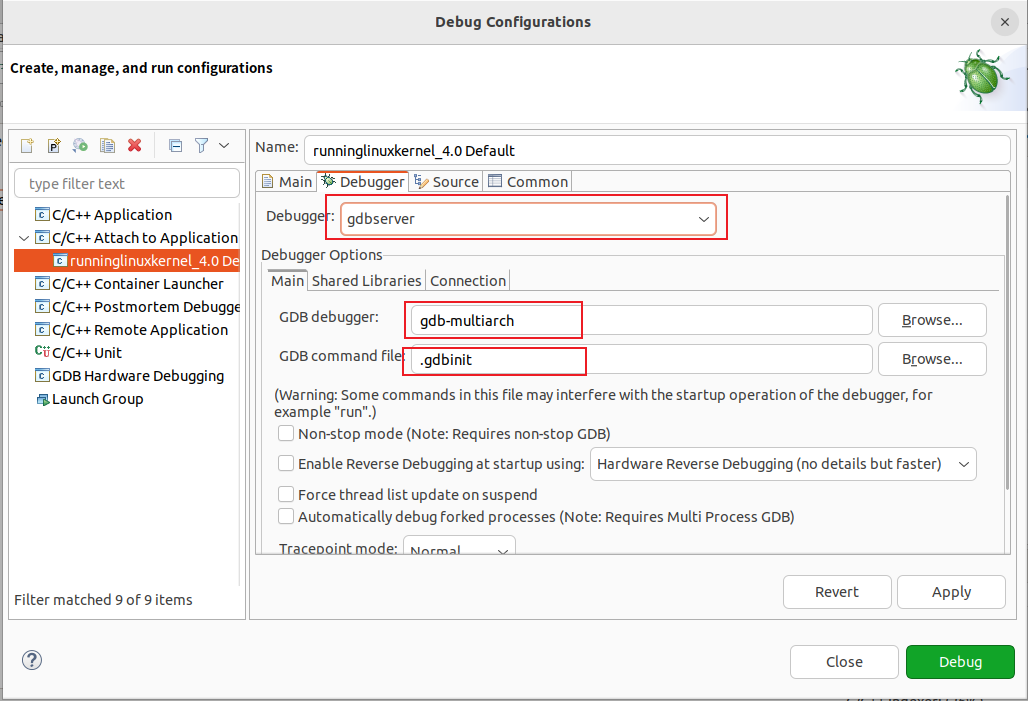 Debug Configurations
Create, manage, and run configurations
type filter text
C/C++ Application
C/C++ Attach to Application
runninglinuxkernel_4.0 De
C/C++ Container Launcher
C/C++ Postmortem Debugge
C/C++ Remote Application
C/C++ Unit
GDB Hardware Debugging
Launch Group
Filter matched 9 of 9 items
Name: runninglinuxkernel_4.0 Default
Main Debugger Source Common
Debugger: gdbserver
Debugger Options
Main Shared Libraries Connection
GDB debugger: gdb-multiarch Browse...
GDB command file: .gdbinit Browse...
(Warning: Some commands in this file may interfere with the startup operation of the debugger, for
example "run".)
Non-stop mode (Note: Requires non-stop GDB)
Enable Reverse Debugging at startup using: Hardware Reverse Debugging (no details but faster)
Force thread list update on suspend
Automatically debug forked processes (Note: Requires Multi Process GDB)
Tracepoint mode: Normal
Revert Apply
Close Debug